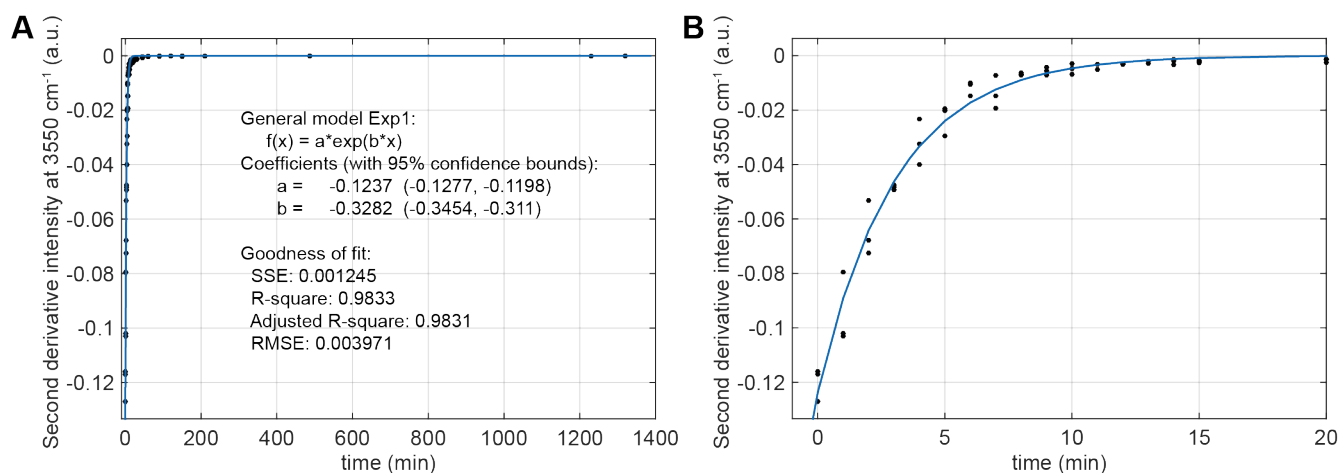 A
Second derivative intensity at 3550 cm⁻¹ (a.u.)
0
-0.02
-0.04
-0.06
-0.08
-0.1
-0.12
General model Exp1:
f(x) = a*exp(b*x)
Coefficients (with 95% confidence bounds):
a = -0.1237 (-0.1277, -0.1198)
b = -0.3282 (-0.3454, -0.311)
Goodness of fit:
SSE: 0.001245
R-square: 0.9833
Adjusted R-square: 0.9831
RMSE: 0.003971
0 200 400 600 800 1000 1200 1400
time (min)
B
Second derivative intensity at 3550 cm⁻¹ (a.u.)
0
-0.02
-0.04
-0.06
-0.08
-0.1
-0.12
0 5 10 15 20
time (min)